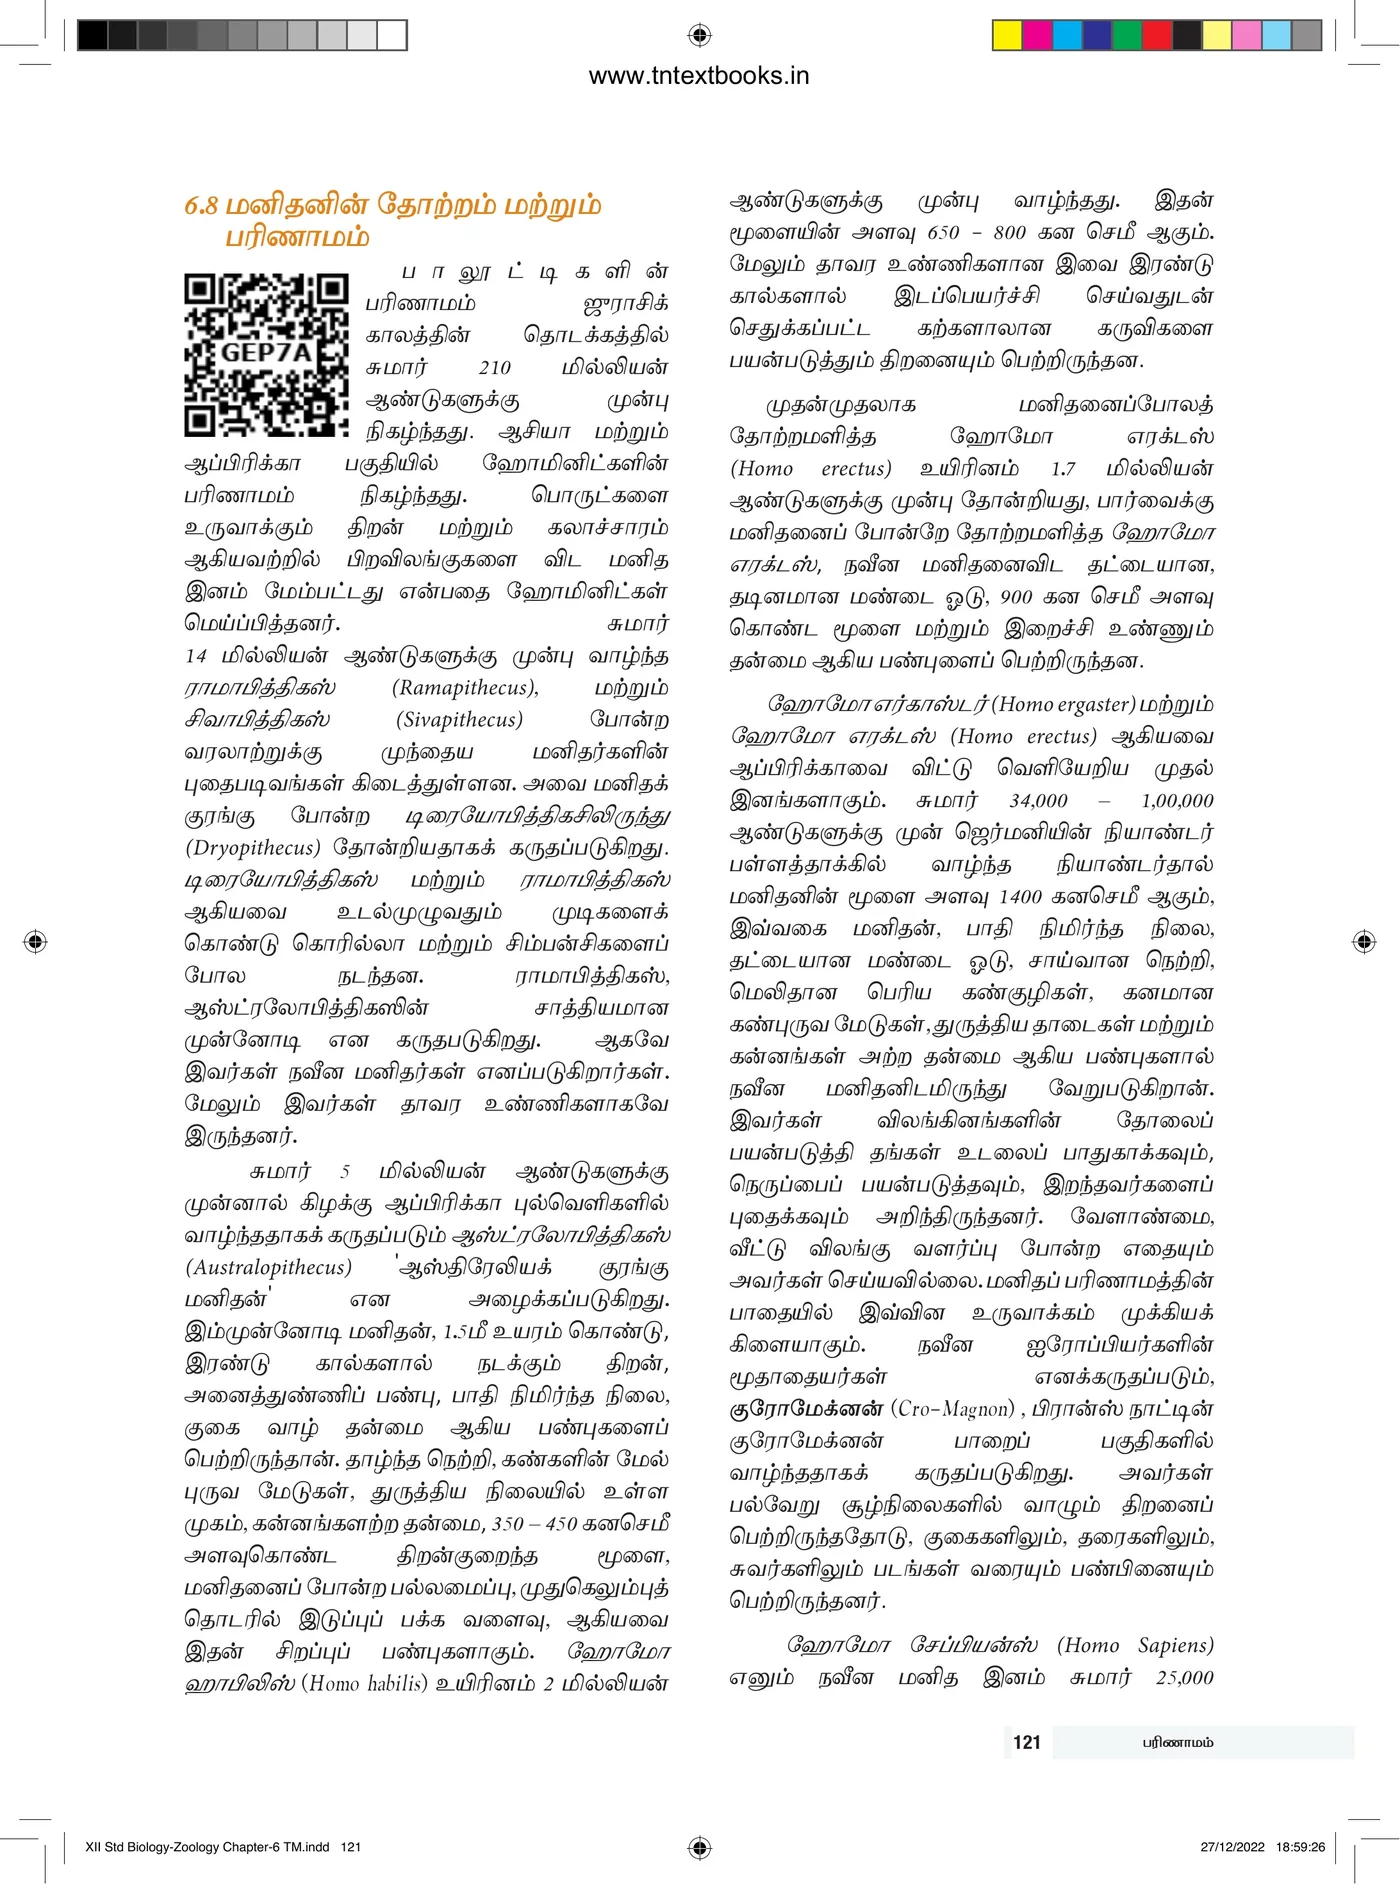 www.tntextbooks.in
6.8 மனிதனின் தோற்றம் மற்றும்
பரிணாமம்
பாலூட்டிகளின்
பரிணாமம் ஜுராசிக்
காலத்தின் தொடக்கத்தில்
சுமார் 210 மில்லியன்
ஆண்டுகளுக்கு முன்பு
நிகழ்ந்தது. ஆசியா மற்றும்
GEP7A
ஆப்பிரிக்கா பகுதியில் ஹோமினிட்களின்
பரிணாமம் நிகழ்ந்தது. பொருட்களை
உருவாக்கும் திறன் மற்றும் கலாச்சாரம்
ஆகியவற்றில் பிறவிலங்குகளை விட மனித
இனம் மேம்பட்டது என்பதை ஹோமினிட்கள்
மெய்ப்பித்தனர். சுமார்
14 மில்லியன் ஆண்டுகளுக்கு முன்பு வாழ்ந்த
ராமாபித்திகஸ் (Ramapithecus), மற்றும்
சிவாபித்திகஸ் (Sivapithecus) போன்ற
வரலாற்றுக்கு முந்தைய மனிதர்களின்
புதைபடிவங்கள் கிடைத்துள்ளன. அவை மனிதக்
குரங்கு போன்ற டிரையோபித்திகசிலிருந்து
(Dryopithecus) தோன்றியதாகக் கருதப்படுகிறது.
டிரையோபித்திகஸ் மற்றும் ராமாபித்திகஸ்
ஆகியவை உடல்முழுவதும் முடிகளைக்
கொண்டு கொரில்லா மற்றும் சிம்பன்சிகளைப்
போல நடந்தன. ராமாபித்திகஸ்,
ஆஸ்ட்ரலோபித்திகஸின் சாத்தியமான
முன்னோடி என கருதபடுகிறது. ஆகவே
இவர்கள் நவீன மனிதர்கள் எனப்படுகிறார்கள்.
மேலும் இவர்கள் தாவர உண்ணிகளாகவே
இருந்தனர்.
சுமார் 5 மில்லியன் ஆண்டுகளுக்கு
முன்னால் கிழக்கு ஆப்பிரிக்கா புல்வெளிகளில்
வாழ்ந்ததாகக் கருதப்படும் ஆஸ்ட்ரலோபித்திகஸ்
(Australopithecus) 'ஆஸ்திரேலியக் குரங்கு
மனிதன்' என அழைக்கப்படுகிறது.
இம்முன்னோடி மனிதன், 1.5மீ உயரம் கொண்டு,
இரண்டு கால்களால் நடக்கும் திறன்,
அனைத்துண்ணிப் பண்பு, பாதி நிமிர்ந்த நிலை,
குகை வாழ் தன்மை ஆகிய பண்புகளைப்
பெற்றிருந்தான். தாழ்ந்த நெற்றி, கண்களின் மேல்
புருவ மேடுகள், துருத்திய நிலையில் உள்ள
முகம், கன்னங்களற்ற தன்மை, 350 – 450 கனசெமீ
அளவுகொண்ட திறன்குறைந்த மூளை,
மனிதனைப் போன்ற பல்லமைப்பு, முதுகெலும்புத்
தொடரில் இடுப்புப் பக்க வளைவு, ஆகியவை
இதன் சிறப்புப் பண்புகளாகும். ஹோமோ
ஹாபிலிஸ் (Homo habilis) உயிரினம் 2 மில்லியன்
ஆண்டுகளுக்கு முன்பு வாழ்ந்தது. இதன்
மூளையின் அளவு 650 - 800 கன செமீ ஆகும்.
மேலும் தாவர உண்ணிகளான இவை இரண்டு
கால்களால் இடப்பெயர்ச்சி செய்வதுடன்
செதுக்கப்பட்ட கற்களாலான கருவிகளை
பயன்படுத்தும் திறனையும் பெற்றிருந்தன.
முதன்முதலாக மனிதனைப்போலத்
தோற்றமளித்த ஹோமோ எரக்டஸ்
(Homo erectus) உயிரினம் 1.7 மில்லியன்
ஆண்டுகளுக்கு முன்பு தோன்றியது, பார்வைக்கு
மனிதனைப் போன்றே தோற்றமளித்த ஹோமோ
எரக்டஸ், நவீன மனிதனைவிட தட்டையான,
தடினமான மண்டை ஓடு, 900 கன செமீ அளவு
கொண்ட மூளை மற்றும் இறைச்சி உண்ணும்
தன்மை ஆகிய பண்புளைப் பெற்றிருந்தன.
ஹோமோ எர்காஸ்டர் (Homo ergaster) மற்றும்
ஹோமோ எரக்டஸ் (Homo erectus) ஆகியவை
ஆப்பிரிக்காவை விட்டு வெளியேறிய முதல்
இனங்களாகும். சுமார் 34,000 – 1,00,000
ஆண்டுகளுக்கு முன் ஜெர்மனியின் நியாண்டர்
பள்ளத்தாக்கில் வாழ்ந்த நியாண்டர்தால்
மனிதனின் மூளை அளவு 1400 கனசெமீ ஆகும்,
இவ்வகை மனிதன், பாதி நிமிர்ந்த நிலை,
தட்டையான மண்டை ஓடு, சாய்வான நெற்றி,
மெலிதான பெரிய கண்குழிகள், கனமான
கண்புருவ மேடுகள், துருத்திய தாடைகள் மற்றும்
கன்னங்கள் அற்ற தன்மை ஆகிய பண்புகளால்
நவீன மனிதனிடமிருந்து வேறுபடுகிறான்.
இவர்கள் விலங்கினங்களின் தோலைப்
பயன்படுத்தி தங்கள் உடலைப் பாதுகாக்கவும்,
நெருப்பைப் பயன்படுத்தவும், இறந்தவர்களைப்
புதைக்கவும் அறிந்திருந்தனர். வேளாண்மை,
வீட்டு விலங்கு வளர்ப்பு போன்ற எதையும்
அவர்கள் செய்யவில்லை. மனிதப் பரிணாமத்தின்
பாதையில் இவ்வின உருவாக்கம் முக்கியக்
கிளையாகும். நவீன ஐரோப்பியர்களின்
மூதாதையர்கள் எனக்கருதப்படும்,
குரோமேக்னன் (Cro-Magnon) , பிரான்ஸ் நாட்டின்
குரோமேக்னன் பாறைப் பகுதிகளில்
வாழ்ந்ததாகக் கருதப்படுகிறது. அவர்கள்
பல்வேறு சூழ்நிலைகளில் வாழும் திறனைப்
பெற்றிருந்ததோடு, குகைகளிலும், தரைகளிலும்,
சுவர்களிலும் படங்கள் வரையும் பண்பினையும்
பெற்றிருந்தனர்.
ஹோமோ சேப்பியன்ஸ் (Homo Sapiens)
எனும் நவீன மனித இனம் சுமார் 25,000
121 பரிணாமம்
XII Std Biology-Zoology Chapter-6 TM.indd 121 27/12/2022 18:59:26